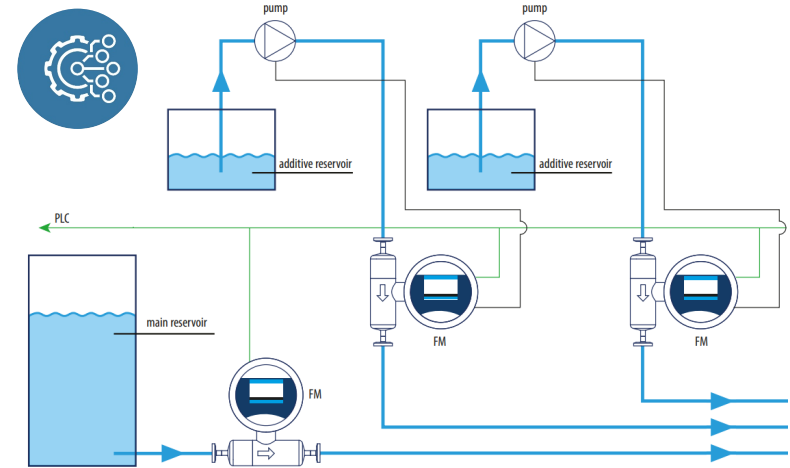 pump
pump
additive reservoir
additive reservoir
PLC
main reservoir
FM
FM
FM